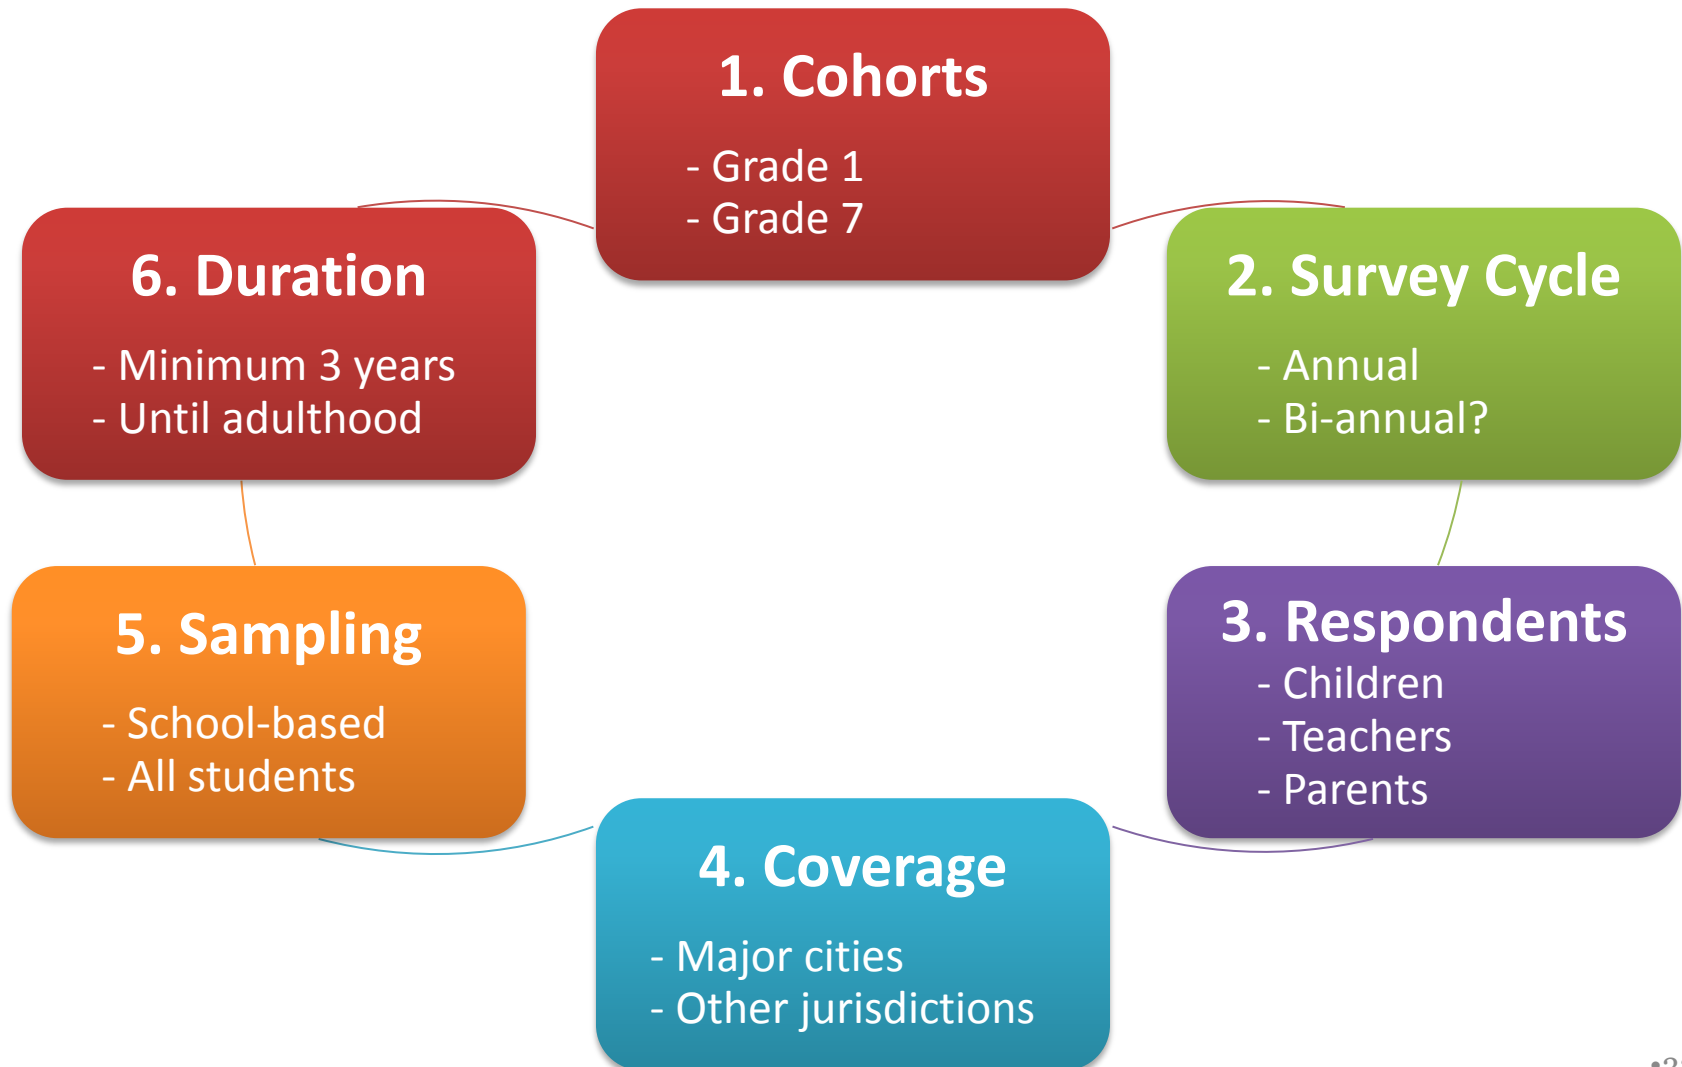 1. Cohorts
- Grade 1
- Grade 7
2. Survey Cycle
- Annual
- Bi-annual?
3. Respondents
- Children
- Teachers
- Parents
4. Coverage
- Major cities
- Other jurisdictions
5. Sampling
- School-based
- All students
6. Duration
- Minimum 3 years
- Until adulthood